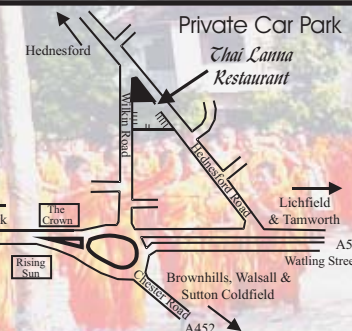 Private Car Park
Hednesford
Thai Lanna
Restaurant
Wilkin Road
Hednesford Road
Lichfield
& Tamworth
The
Crown
k
A5
Watling Stree
Rising
Sun
Brownhills, Walsall &
Sutton Coldfield
Chester Road
A452